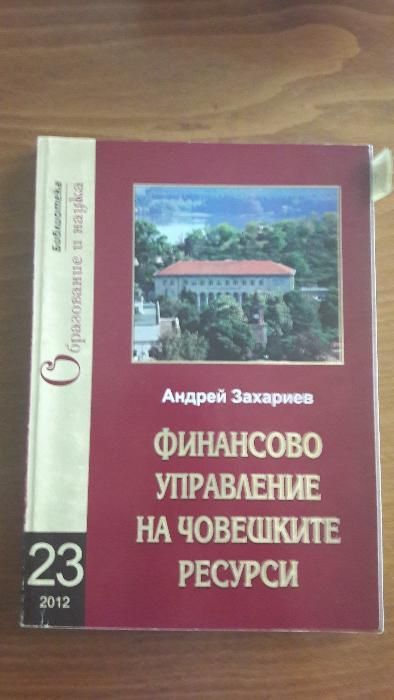 Библиотека
Образование и наука
Андрей Захариев
ФИНАНСОВО
УПРАВЛЕНИЕ
НА ЧОВЕШКИТЕ
РЕСУРСИ
23
2012